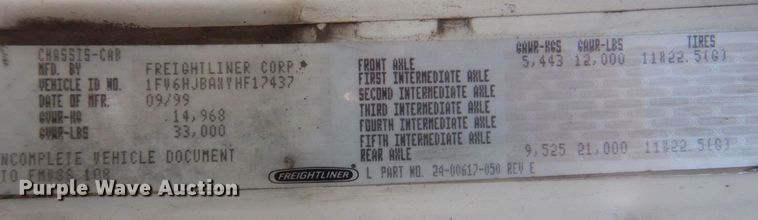 CHASSIS-CAB
MFD. BY FREIGHTLINER CORP.
VEHICLE ID NO. 1FV6HJBAXYHF17437
DATE OF MFR. 09/99
GVWR-KG 14,968
GVWR-LBS 33,000
INCOMPLETE VEHICLE DOCUMENT
TO FMVSS 108
GAWR-KGS GAWR-LBS TIRES
FRONT AXLE 5,443 12,000 11R22.5(G)
FIRST INTERMEDIATE AXLE
SECOND INTERMEDIATE AXLE
THIRD INTERMEDIATE AXLE
FOURTH INTERMEDIATE AXLE
FIFTH INTERMEDIATE AXLE
REAR AXLE 9,525 21,000 11R22.5(G)
FREIGHTLINER
L PART NO. 24-00617-050 REV E
Purple Wave Auction